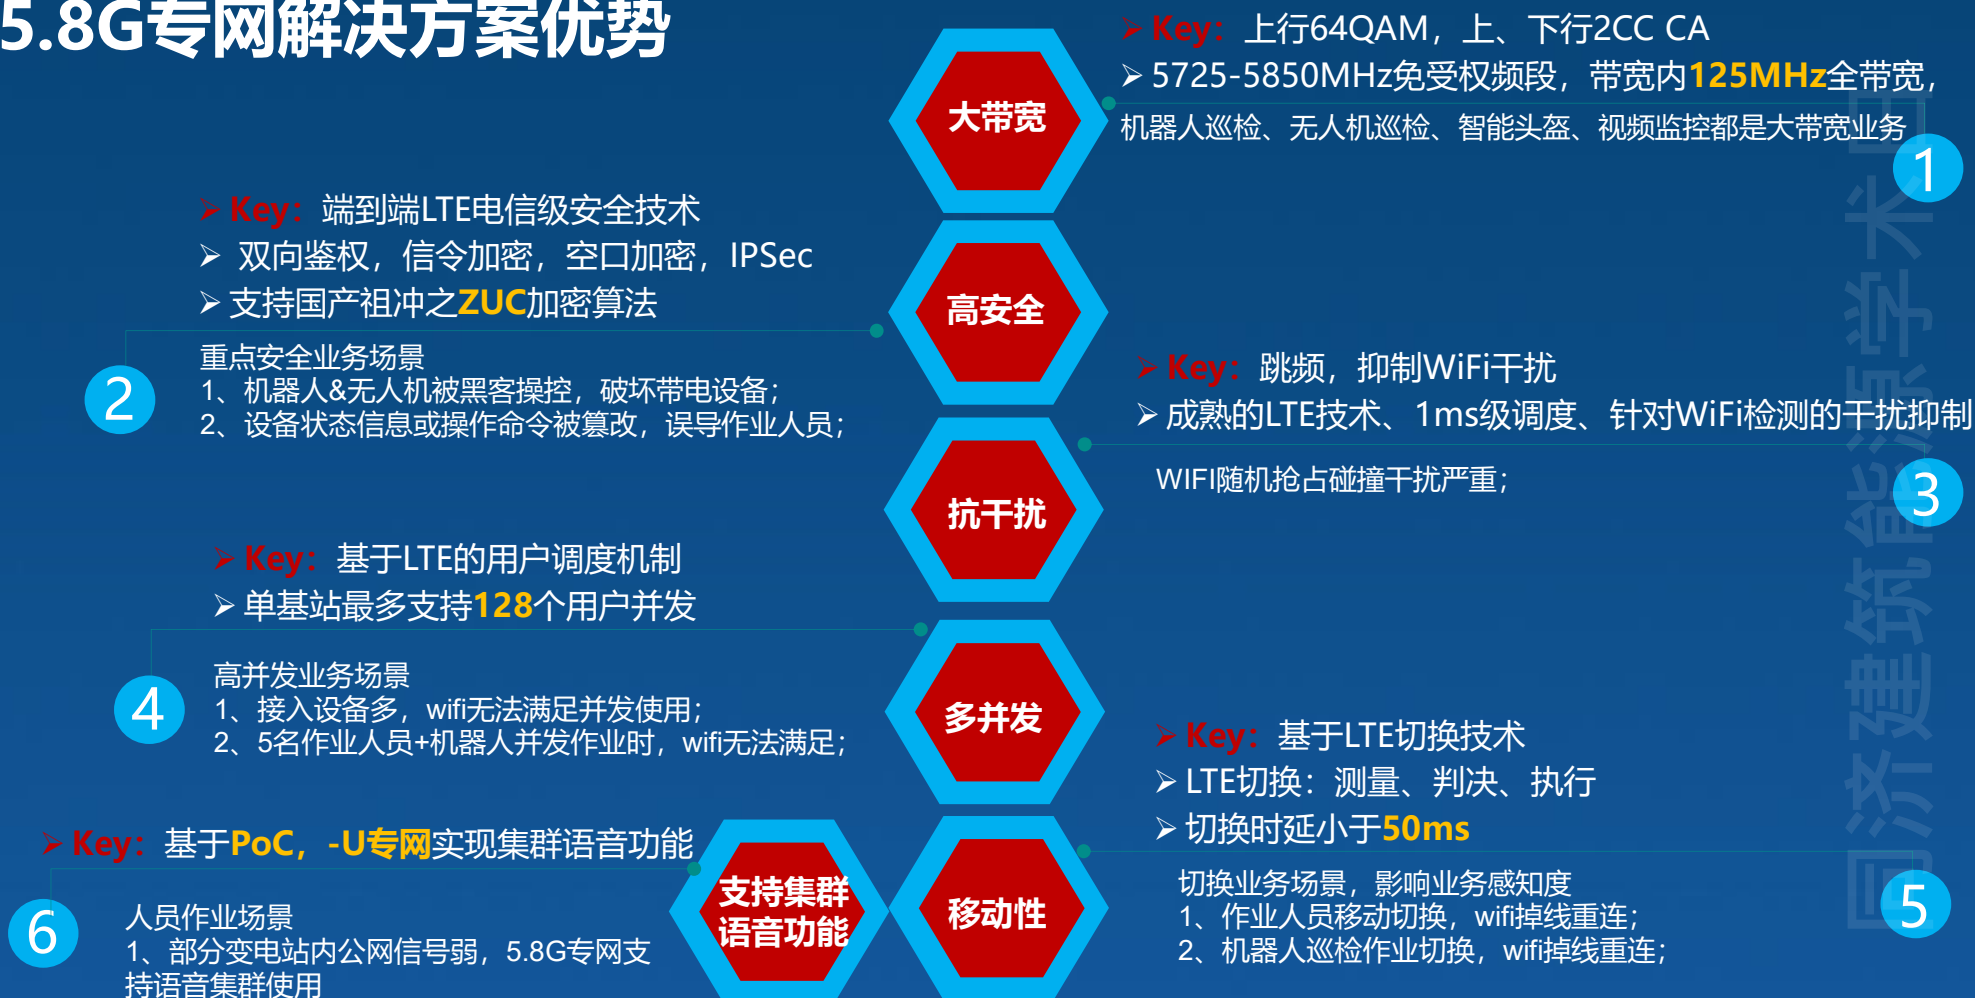 5.8G专网解决方案优势
大带宽
➢ Key：上行64QAM，上、下行2CC CA
➢ 5725-5850MHz免受权频段，带宽内125MHz全带宽，
机器人巡检、无人机巡检、智能头盔、视频监控都是大带宽业务
1
高安全
➢ Key：端到端LTE电信级安全技术
➢ 双向鉴权，信令加密，空口加密，IPSec
➢ 支持国产祖冲之ZUC加密算法
2
重点安全业务场景
1、机器人&无人机被黑客操控，破坏带电设备；
2、设备状态信息或操作命令被篡改，误导作业人员；
抗干扰
➢ Key：跳频，抑制WiFi干扰
➢ 成熟的LTE技术、1ms级调度、针对WiFi检测的干扰抑制
WIFI随机抢占碰撞干扰严重；
3
多并发
➢ Key：基于LTE的用户调度机制
➢ 单基站最多支持128个用户并发
4
高并发业务场景
1、接入设备多，wifi无法满足并发使用；
2、5名作业人员+机器人并发作业时，wifi无法满足；
移动性
➢ Key：基于LTE切换技术
➢ LTE切换：测量、判决、执行
➢ 切换时延小于50ms
切换业务场景，影响业务感知度
1、作业人员移动切换，wifi掉线重连；
2、机器人巡检作业切换，wifi掉线重连；
5
支持集群
语音功能
➢ Key：基于PoC，-U专网实现集群语音功能
6
人员作业场景
1、部分变电站内公网信号弱，5.8G专网支
持语音集群使用
同济建筑能源学术